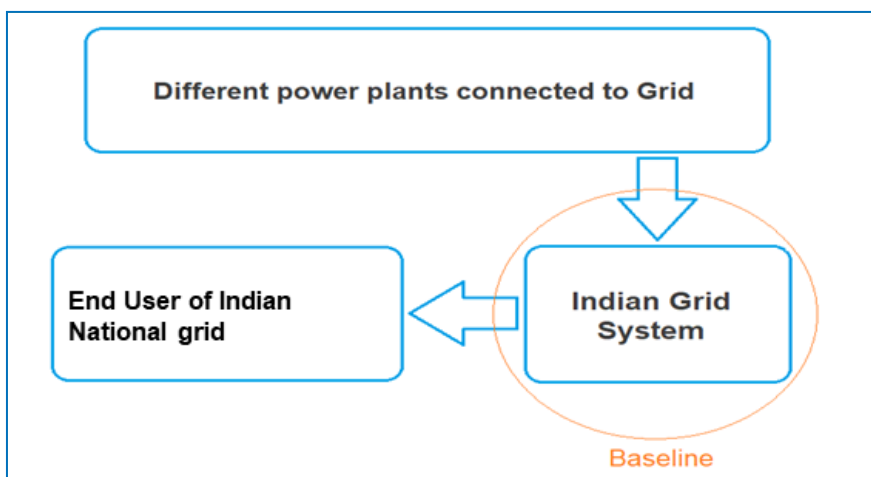 Different power plants connected to Grid
End User of Indian
National grid
Indian Grid
System
Baseline